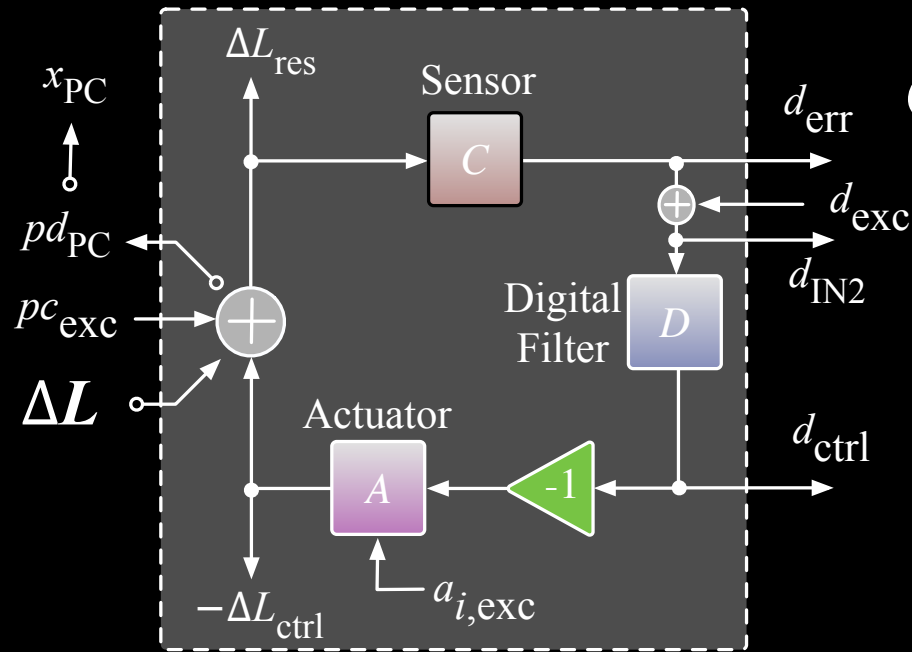 ΔL_res
Sensor
C
x_PC
d_err
+
d_exc
pd_PC
d_IN2
pc_exc
+
Digital
Filter
D
ΔL
Actuator
A
-1
d_ctrl
−ΔL_ctrl
a_i,exc